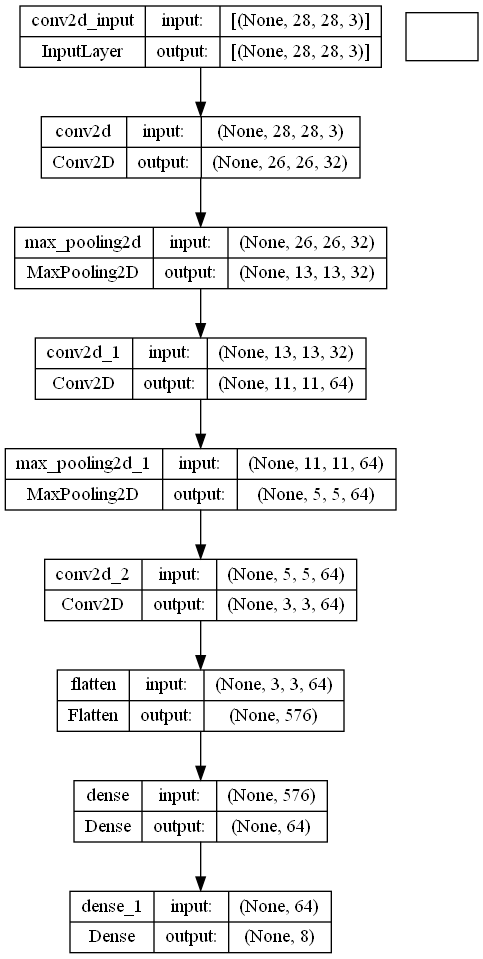 conv2d_input input: [(None, 28, 28, 3)]
InputLayer output: [(None, 28, 28, 3)]
conv2d input: (None, 28, 28, 3)
Conv2D output: (None, 26, 26, 32)
max_pooling2d input: (None, 26, 26, 32)
MaxPooling2D output: (None, 13, 13, 32)
conv2d_1 input: (None, 13, 13, 32)
Conv2D output: (None, 11, 11, 64)
max_pooling2d_1 input: (None, 11, 11, 64)
MaxPooling2D output: (None, 5, 5, 64)
conv2d_2 input: (None, 5, 5, 64)
Conv2D output: (None, 3, 3, 64)
flatten input: (None, 3, 3, 64)
Flatten output: (None, 576)
dense input: (None, 576)
Dense output: (None, 64)
dense_1 input: (None, 64)
Dense output: (None, 8)